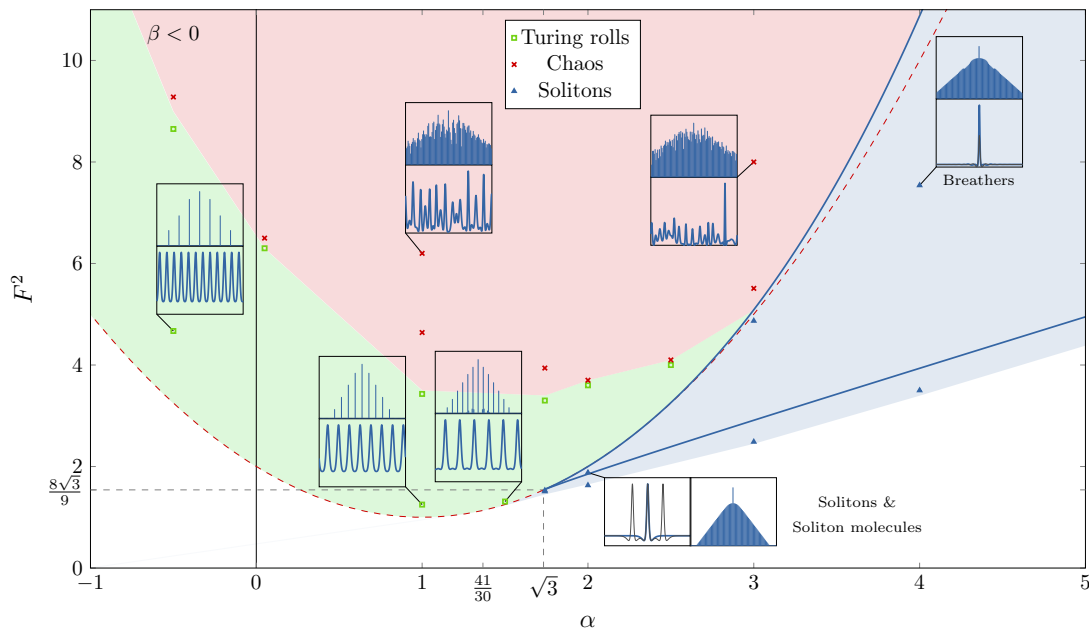 β < 0
Turing rolls
Chaos
Solitons
Breathers
Solitons &
Soliton molecules
F²
10
8
6
4
2
8√3/9
0
−1
0
1
41/30
√3
2
3
4
5
α